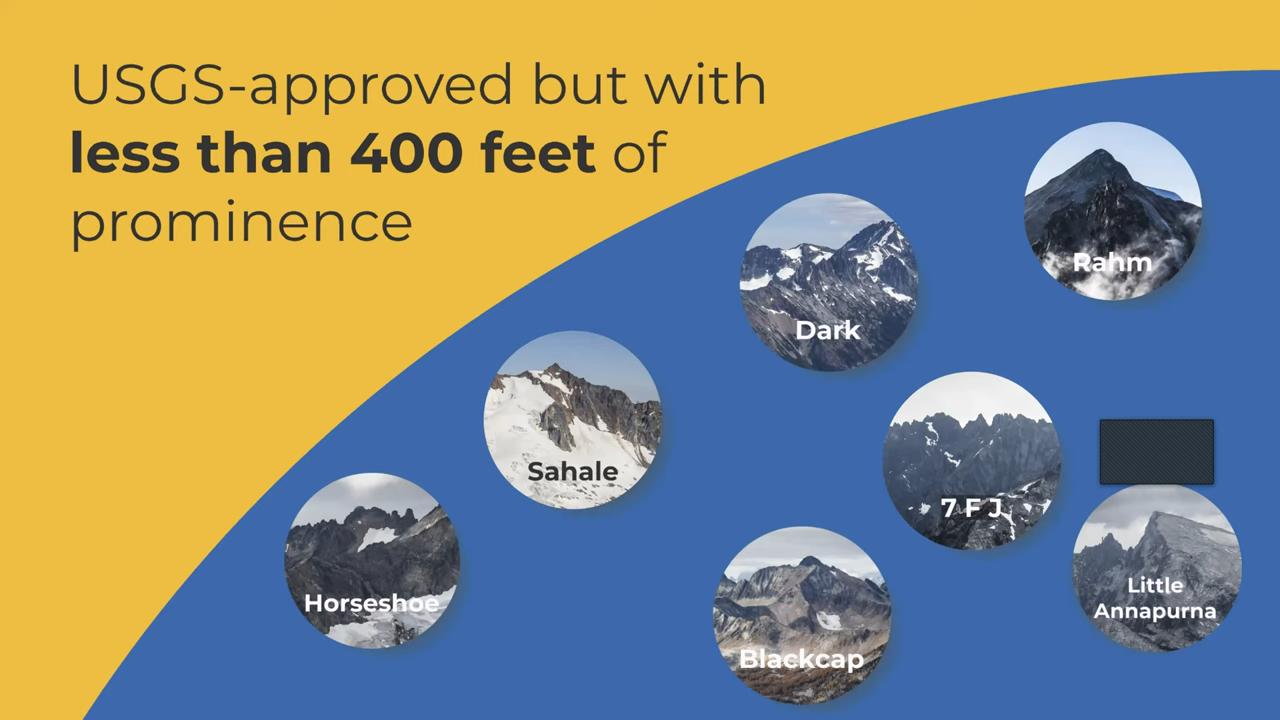 USGS-approved but with
less than 400 feet of
prominence
Rahm
Dark
Sahale
7 F J
Horseshoe
Little
Annapurna
Blackcap